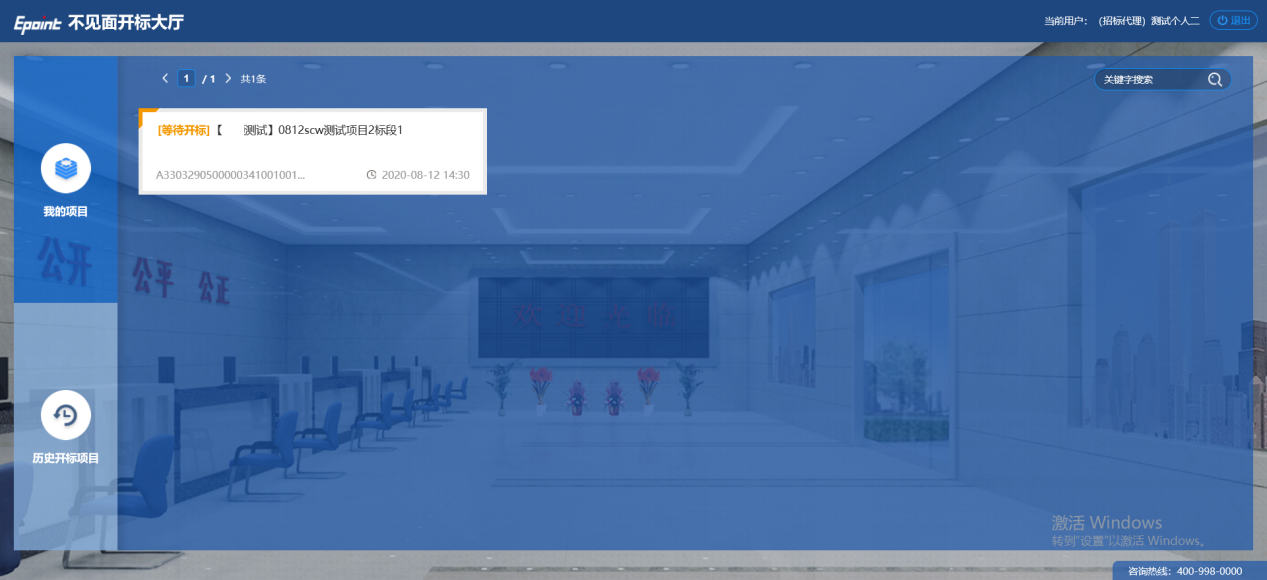 Epoint 不见面开标大厅
当前用户： (招标代理) 测试个人二 退出
1 / 1 共1条
关键字搜索
[等待开标]【 测试】0812scw测试项目2标段1
A3303290500000341001001... 2020-08-12 14:30
我的项目
公开 公平 公正
欢迎光临
历史开标项目
激活 Windows
转到"设置"以激活 Windows。
咨询热线：400-998-0000